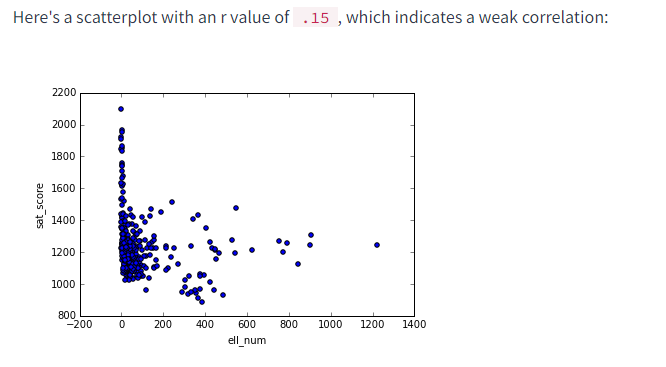 Here's a scatterplot with an r value of .15 , which indicates a weak correlation:
2200
2000
1800
1600
1400
1200
1000
800
sat_score
−200 0 200 400 600 800 1000 1200 1400
ell_num